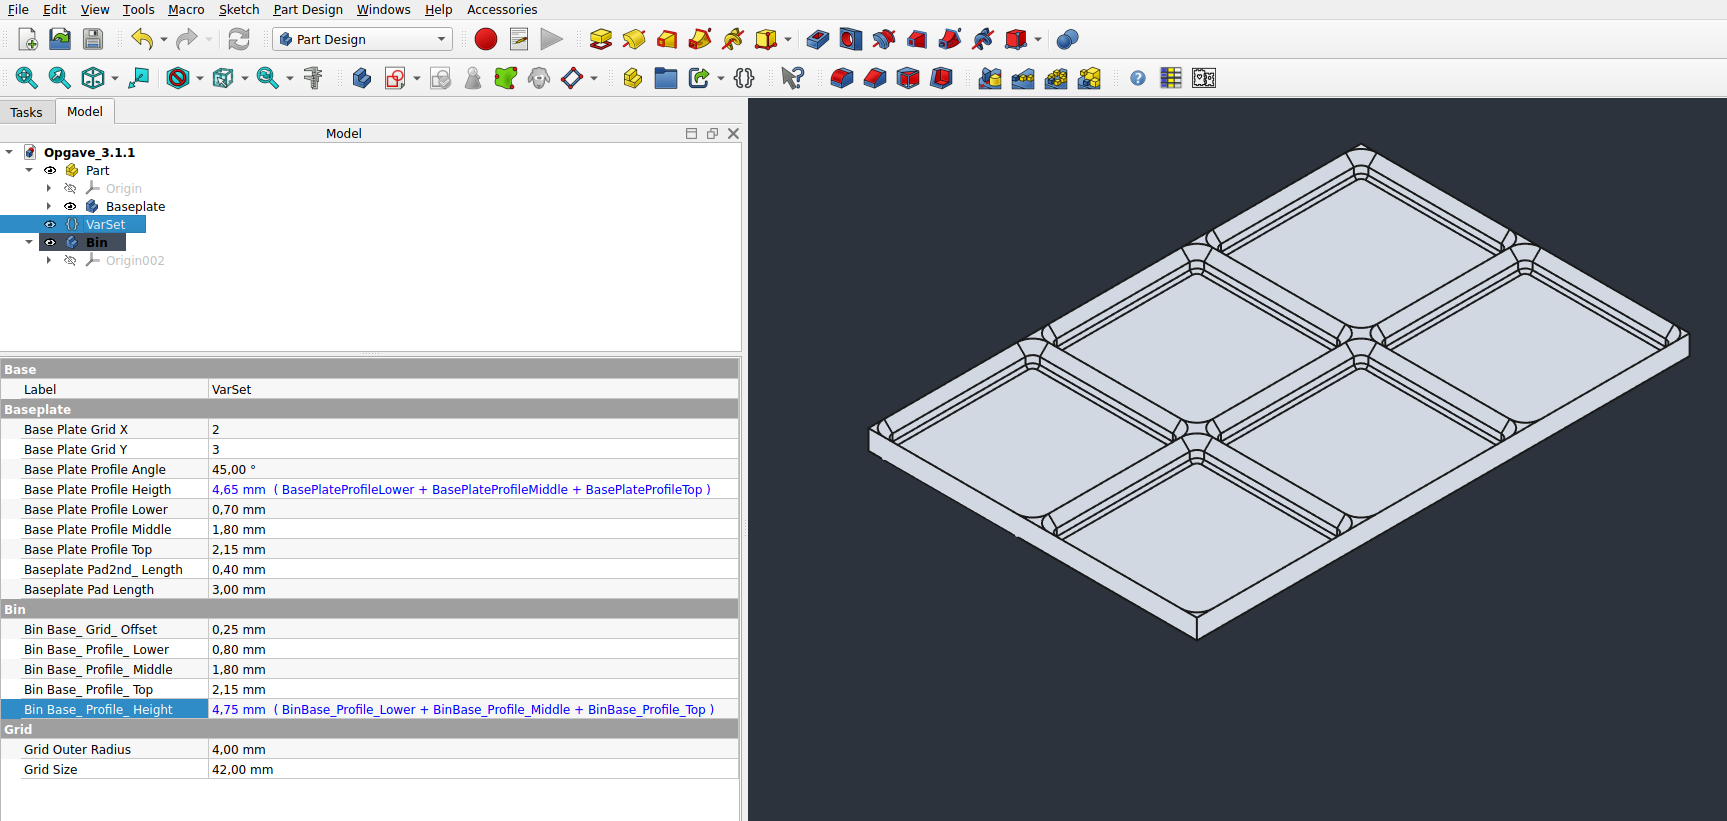 File Edit View Tools Macro Sketch Part Design Windows Help Accessories
Part Design
Tasks Model
Model
Opgave_3.1.1
Part
Origin
Baseplate
{} VarSet
Bin
Origin002
Base
Label VarSet
Baseplate
Base Plate Grid X 2
Base Plate Grid Y 3
Base Plate Profile Angle 45,00 °
Base Plate Profile Heigth 4,65 mm ( BasePlateProfileLower + BasePlateProfileMiddle + BasePlateProfileTop )
Base Plate Profile Lower 0,70 mm
Base Plate Profile Middle 1,80 mm
Base Plate Profile Top 2,15 mm
Baseplate Pad2nd_ Length 0,40 mm
Baseplate Pad Length 3,00 mm
Bin
Bin Base_ Grid_ Offset 0,25 mm
Bin Base_ Profile_ Lower 0,80 mm
Bin Base_ Profile_ Middle 1,80 mm
Bin Base_ Profile_ Top 2,15 mm
Bin Base_ Profile_ Height 4,75 mm ( BinBase_Profile_Lower + BinBase_Profile_Middle + BinBase_Profile_Top )
Grid
Grid Outer Radius 4,00 mm
Grid Size 42,00 mm